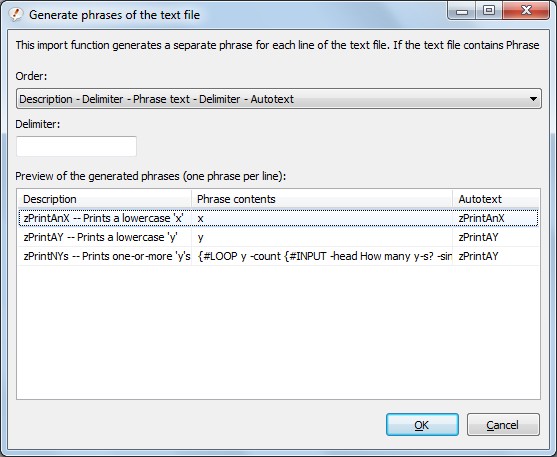 Generate phrases of the text file
This import function generates a separate phrase for each line of the text file. If the text file contains Phrase
Order:
Description - Delimiter - Phrase text - Delimiter - Autotext
Delimiter:
Preview of the generated phrases (one phrase per line):
Description Phrase contents Autotext
zPrintAnX -- Prints a lowercase 'x' x zPrintAnX
zPrintAY -- Prints a lowercase 'y' y zPrintAY
zPrintNYs -- Prints one-or-more 'y's {#LOOP y -count {#INPUT -head How many y-s? -sin zPrintAY
OK Cancel